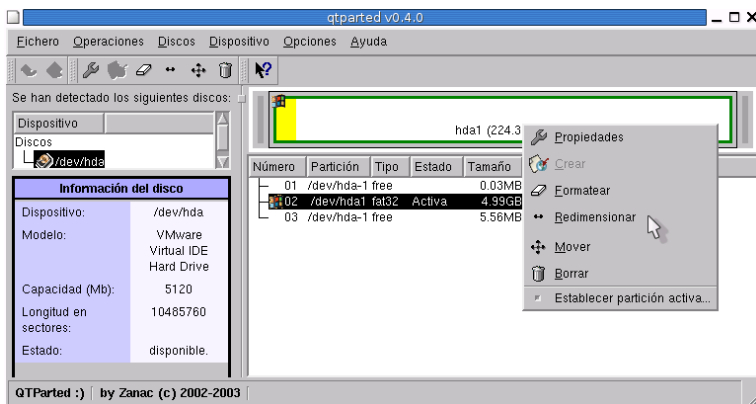 qtparted v0.4.0
Fichero Operaciones Discos Dispositivo Opciones Ayuda
Se han detectado los siguientes discos:
Dispositivo
Discos
/dev/hda
Información del disco
Dispositivo: /dev/hda
Modelo: VMware
Virtual IDE
Hard Drive
Capacidad (Mb): 5120
Longitud en 10485760
sectores:
Estado: disponible.
hda1 (224.3
Número Partición Tipo Estado Tamaño
01 /dev/hda-1 free 0.03MB
02 /dev/hda1 fat32 Activa 4.99GB
03 /dev/hda-1 free 5.56MB
Propiedades
Crear
Formatear
Redimensionar
Mover
Borrar
Establecer partición activa...
QTParted :) by Zanac (c) 2002-2003